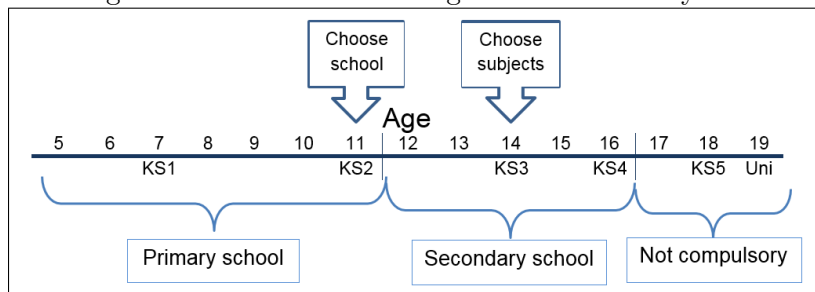 Choose
school
Choose
subjects
Age
5 6 7 8 9 10 11 12 13 14 15 16 17 18 19
KS1 KS2 KS3 KS4 KS5 Uni
Primary school
Secondary school
Not compulsory